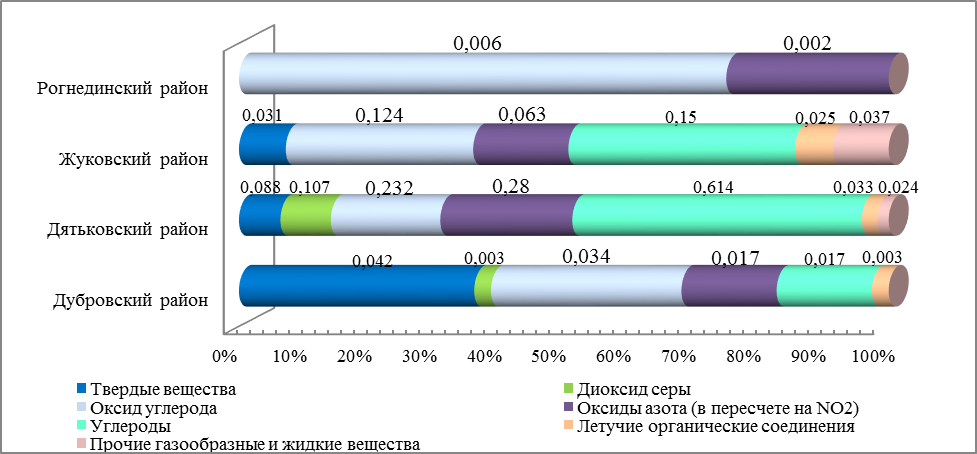 0,006 0,002
Рогнединский район
0,031 0,124 0,063 0,15 0,025 0,037
Жуковский район
0,088 0,107 0,232 0,28 0,614 0,033 0,024
Дятьковский район
0,042 0,003 0,034 0,017 0,017 0,003
Дубровский район
0% 10% 20% 30% 40% 50% 60% 70% 80% 90% 100%
Твердые вещества Диоксид серы
Оксид углерода Оксиды азота (в пересчете на NO2)
Углероды Летучие органические соединения
Прочие газообразные и жидкие вещества